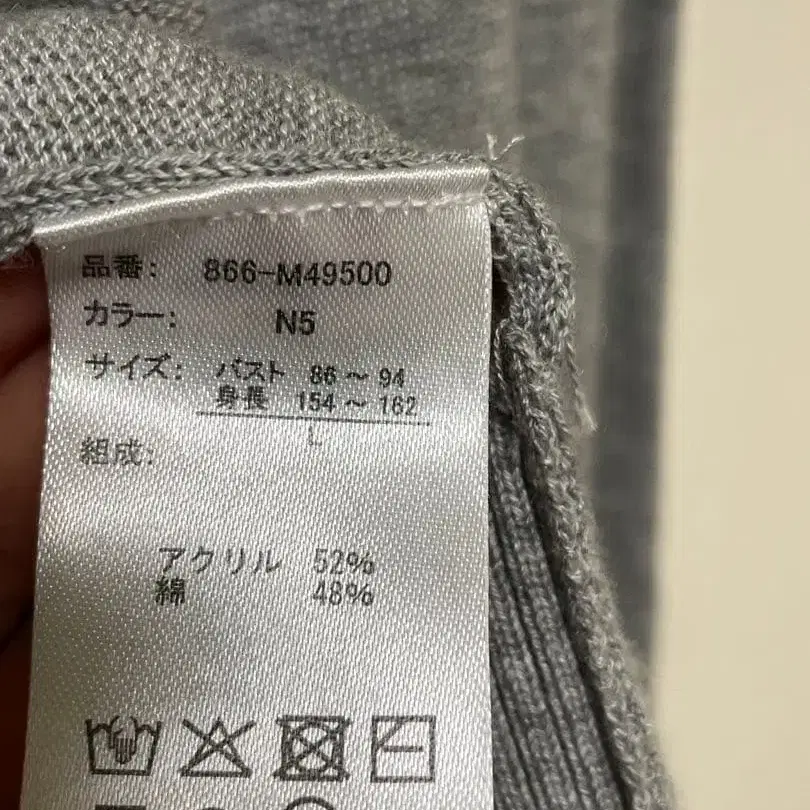 品番: 866-M49500
カラー: N5
サイズ: バスト 86～94
身長 154～162
L
組成:
アクリル 52%
綿 48%